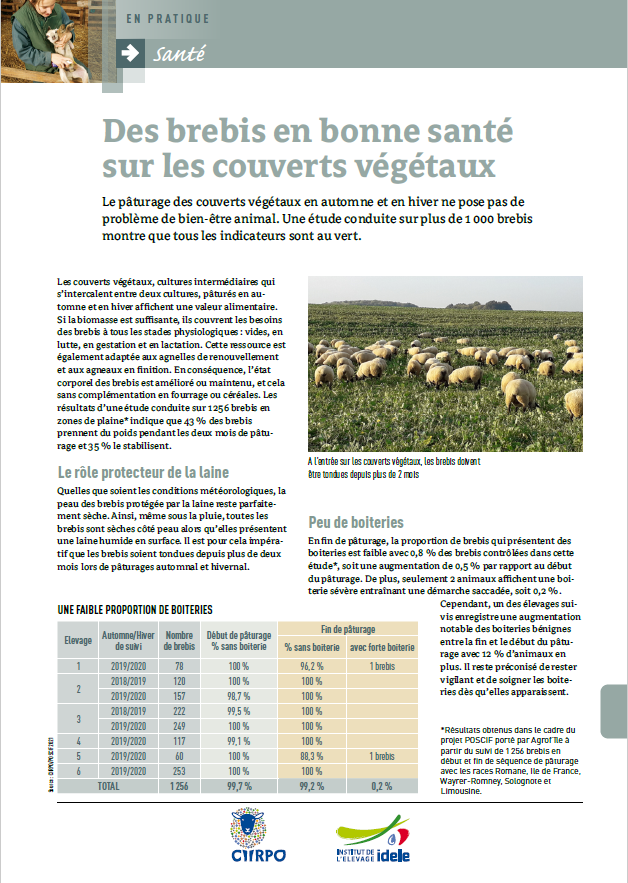 EN PRATIQUE
Santé
Des brebis en bonne santé
sur les couverts végétaux
Le pâturage des couverts végétaux en automne et en hiver ne pose pas de
problème de bien-être animal. Une étude conduite sur plus de 1 000 brebis
montre que tous les indicateurs sont au vert.
Les couverts végétaux, cultures intermédiaires qui
s'intercalent entre deux cultures, pâturés en au-
tomne et en hiver affichent une valeur alimentaire.
Si la biomasse est suffisante, ils couvrent les besoins
des brebis à tous les stades physiologiques : vides, en
lutte, en gestation et en lactation. Cette ressource est
également adaptée aux agnelles de renouvellement
et aux agneaux en finition. En conséquence, l'état
corporel des brebis est amélioré ou maintenu, et cela
sans complémentation en fourrage ou céréales. Les
résultats d'une étude conduite sur 1 256 brebis en
zones de plaine* indique que 43 % des brebis
prennent du poids pendant les deux mois de pâtu-
rage et 35 % le stabilisent.
Le rôle protecteur de la laine
Quelles que soient les conditions météorologiques, la
peau des brebis protégée par la laine reste parfaite-
ment sèche. Ainsi, même sous la pluie, toutes les
brebis sont sèches côté peau alors qu'elles présentent
une laine humide en surface. Il est pour cela impéra-
tif que les brebis soient tondues depuis plus de deux
mois lors de pâturages automnal et hivernal.
A l'entrée sur les couverts végétaux, les brebis doivent
être tondues depuis plus de 2 mois
Peu de boiteries
En fin de pâturage, la proportion de brebis qui présentent des
boiteries est faible avec 0,8 % des brebis contrôlées dans cette
étude*, soit une augmentation de 0,5 % par rapport au début
du pâturage. De plus, seulement 2 animaux affichent une boi-
terie sévère entraînant une démarche saccadée, soit 0,2 %.
Cependant, un des élevages sui-
vis enregistre une augmentation
notable des boiteries bénignes
entre la fin et le début du pâtu-
rage avec 12 % d'animaux en
plus. Il reste préconisé de rester
vigilant et de soigner les boite-
ries dès qu'elles apparaissent.
UNE FAIBLE PROPORTION DE BOITERIES
Elevage Automne/Hiver de suivi Nombre de brebis Début de pâturage % sans boiterie Fin de pâturage
% sans boiterie avec forte boiterie
1 2019/2020 78 100 % 96,2 % 1 brebis
2 2018/2019 120 100 % 100 %
2019/2020 157 98,7 % 100 %
3 2018/2019 222 99,5 % 100 %
2019/2020 249 100 % 100 %
4 2019/2020 117 99,1 % 100 %
5 2019/2020 60 100 % 88,3 % 1 brebis
6 2019/2020 253 100 % 100 %
TOTAL 1 256 99,7 % 99,2 % 0,2 %
*Résultats obtenus dans le cadre du
projet POSCIF porté par Agrof'Ile à
partir du suivi de 1 256 brebis en
début et fin de séquence de pâturage
avec les races Romane, Ile de France,
Wayrer-Romney, Solognote et
Limousine.
CIIRPO
INSTITUT DE
L'ELEVAGE idele